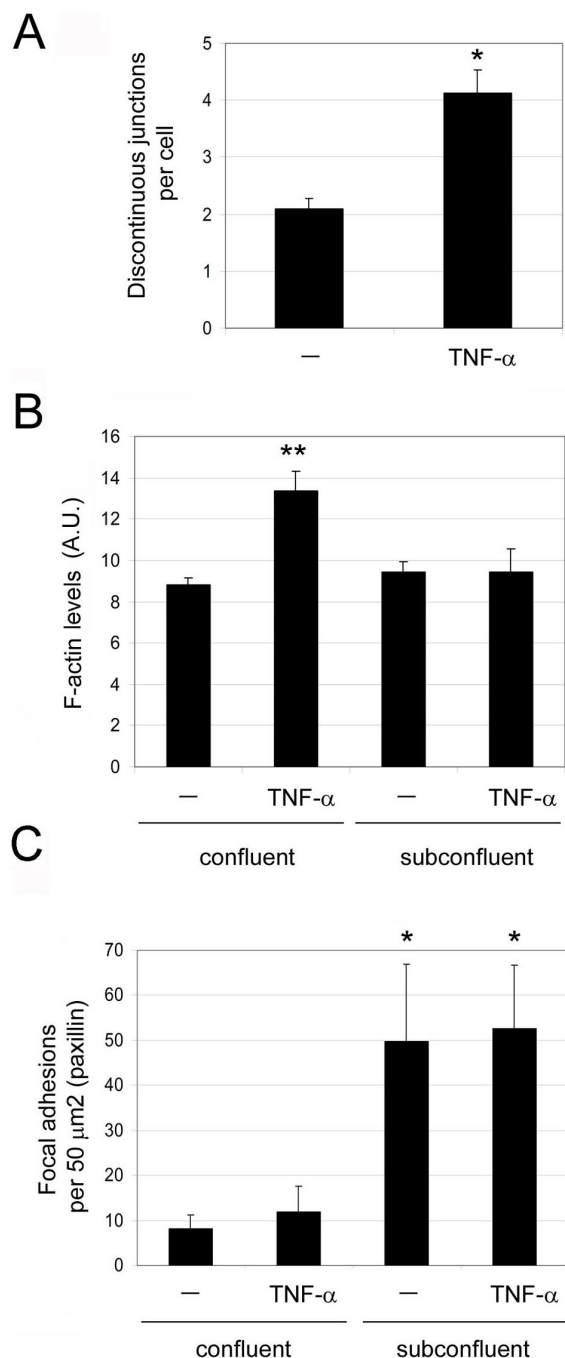 A
Discontinuous junctions
per cell
5
4
3
2
1
0
*
— TNF-α
B
F-actin levels (A.U.)
16
14
12
10
8
6
4
2
0
**
— TNF-α — TNF-α
confluent subconfluent
C
Focal adhesions
per 50 μm2 (paxillin)
70
60
50
40
30
20
10
0
* *
— TNF-α — TNF-α
confluent subconfluent